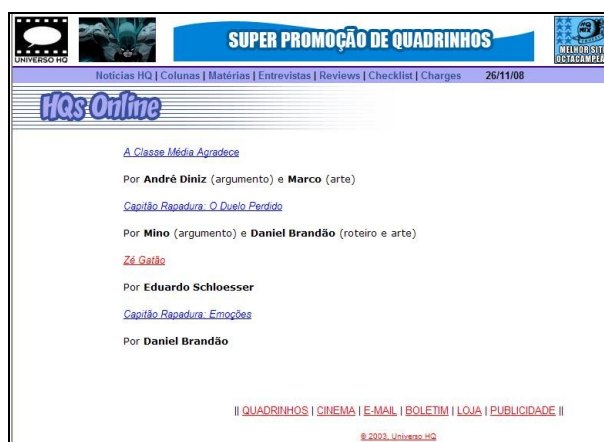 SUPER PROMOÇÃO DE QUADRINHOS
UNIVERSO HQ
HQ MIX
MELHOR SITE
OCTACAMPEÃ
Notícias HQ | Colunas | Matérias | Entrevistas | Reviews | Checklist | Charges 26/11/08
HQs Online
A Classe Média Agradece
Por André Diniz (argumento) e Marco (arte)
Capitão Rapadura: O Duelo Perdido
Por Mino (argumento) e Daniel Brandão (roteiro e arte)
Zé Gatão
Por Eduardo Schloesser
Capitão Rapadura: Emoções
Por Daniel Brandão
|| QUADRINHOS | CINEMA | E-MAIL | BOLETIM | LOJA | PUBLICIDADE ||
© 2003, Universo HQ